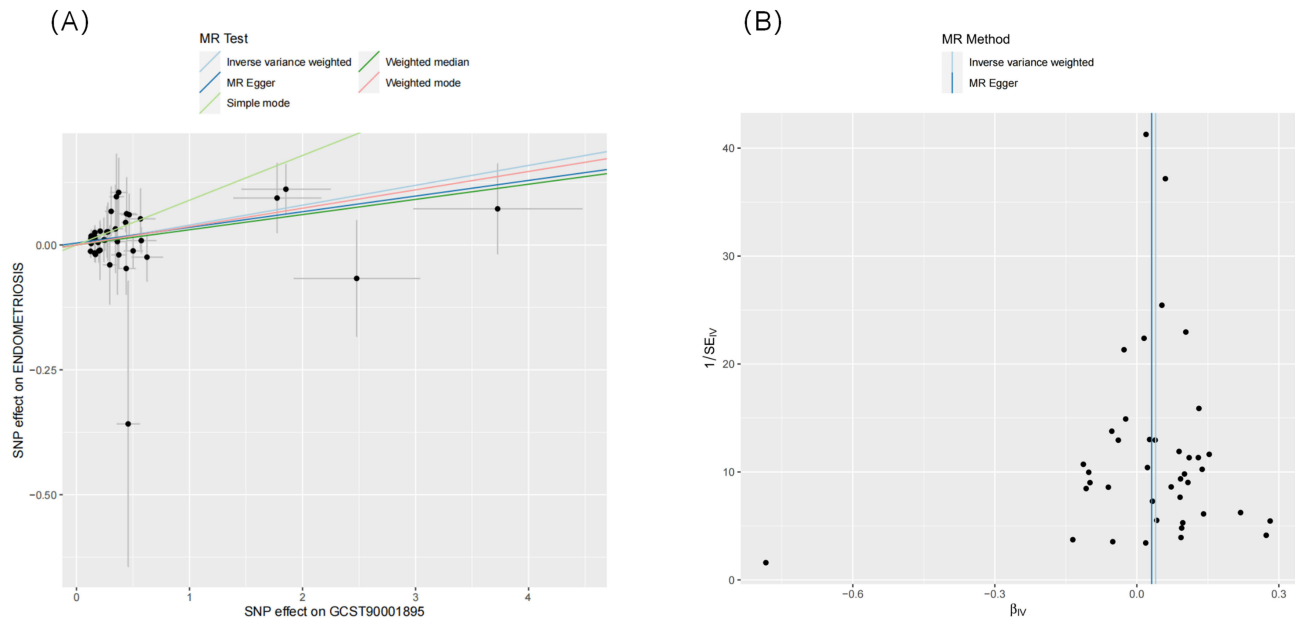 (A)
MR Test
Inverse variance weighted
Weighted median
MR Egger
Weighted mode
Simple mode
0.00
−0.25
−0.50
SNP effect on ENDOMETRIOSIS
0 1 2 3 4
SNP effect on GCST90001895
(B)
MR Method
Inverse variance weighted
MR Egger
40
30
20
10
0
1/SE_IV
−0.6 −0.3 0.0 0.3
β_IV